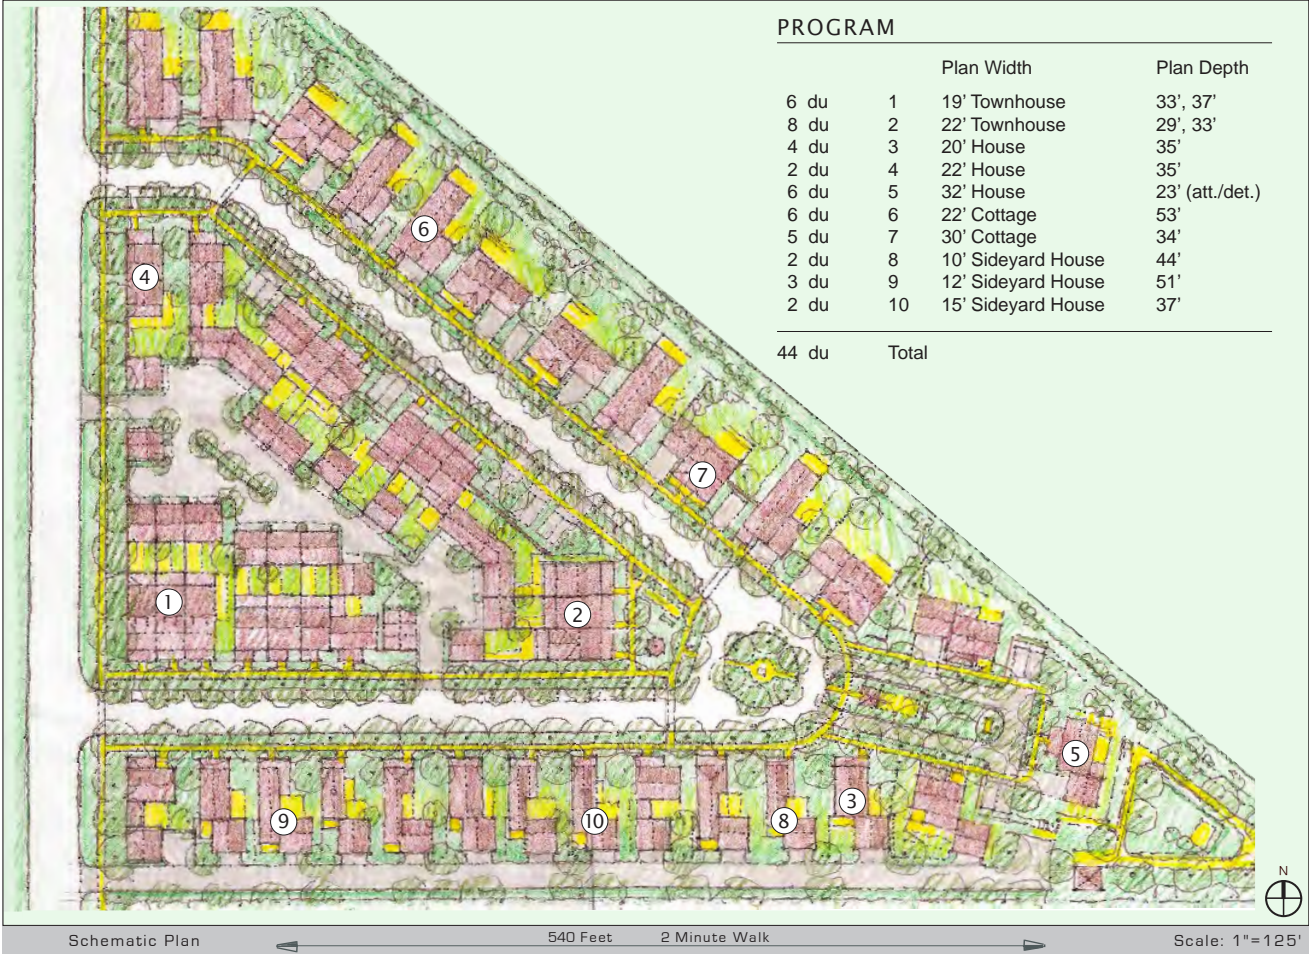 PROGRAM
Plan Width Plan Depth
6 du 1 19’ Townhouse 33’, 37’
8 du 2 22’ Townhouse 29’, 33’
4 du 3 20’ House 35’
2 du 4 22’ House 35’
6 du 5 32’ House 23’ (att./det.)
6 du 6 22’ Cottage 53’
5 du 7 30’ Cottage 34’
2 du 8 10’ Sideyard House 44’
3 du 9 12’ Sideyard House 51’
2 du 10 15’ Sideyard House 37’
44 du Total
6
4
7
1
2
5
3
9
10
8
N
Schematic Plan 540 Feet 2 Minute Walk Scale: 1"=125'